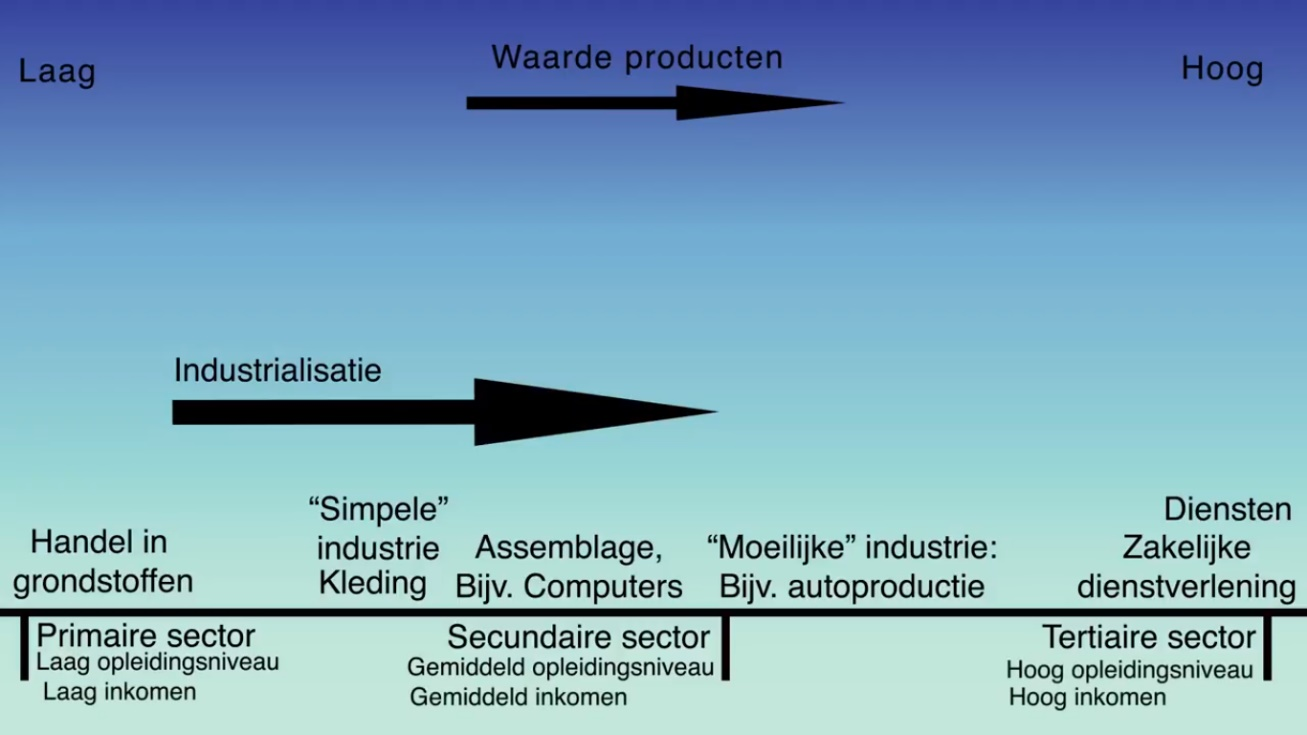 Laag
Waarde producten
Hoog
Industrialisatie
Handel in
grondstoffen
“Simpele”
industrie
Kleding
Assemblage,
Bijv. Computers
“Moeilijke” industrie:
Bijv. autoproductie
Diensten
Zakelijke
dienstverlening
Primaire sector
Laag opleidingsniveau
Laag inkomen
Secundaire sector
Gemiddeld opleidingsniveau
Gemiddeld inkomen
Tertiaire sector
Hoog opleidingsniveau
Hoog inkomen